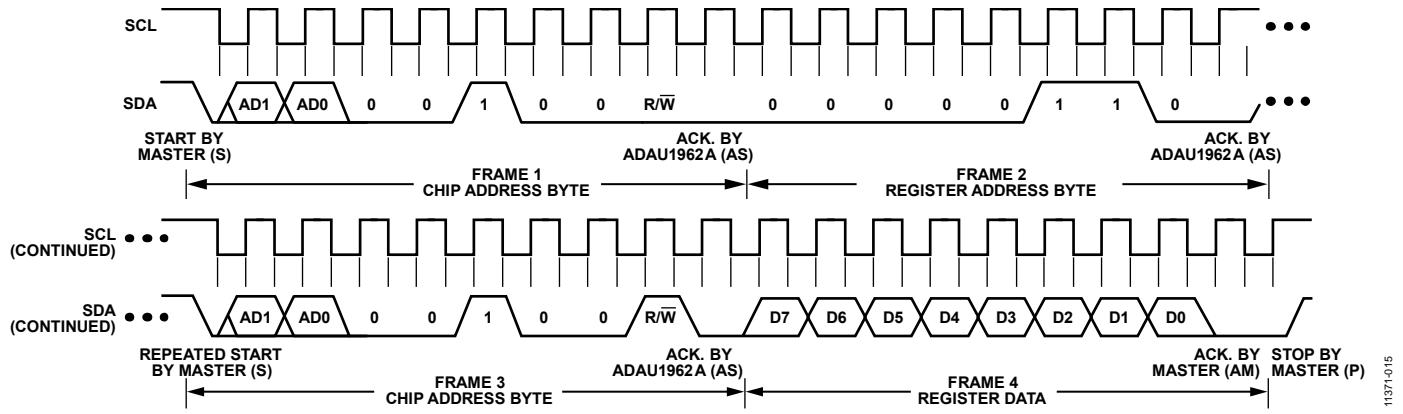 SCL
SDA
AD1 AD0 0 0 1 0 0 R/W̅ 0 0 0 0 0 1 1 0
START BY
MASTER (S)
ACK. BY
ADAU1962A (AS)
ACK. BY
ADAU1962A (AS)
FRAME 1
CHIP ADDRESS BYTE
FRAME 2
REGISTER ADDRESS BYTE
SCL
(CONTINUED)
SDA
(CONTINUED)
AD1 AD0 0 0 1 0 0 R/W̅ D7 D6 D5 D4 D3 D2 D1 D0
REPEATED START
BY MASTER (S)
ACK. BY
ADAU1962A (AS)
ACK. BY
MASTER (AM)
STOP BY
MASTER (P)
FRAME 3
CHIP ADDRESS BYTE
FRAME 4
REGISTER DATA
11371-015